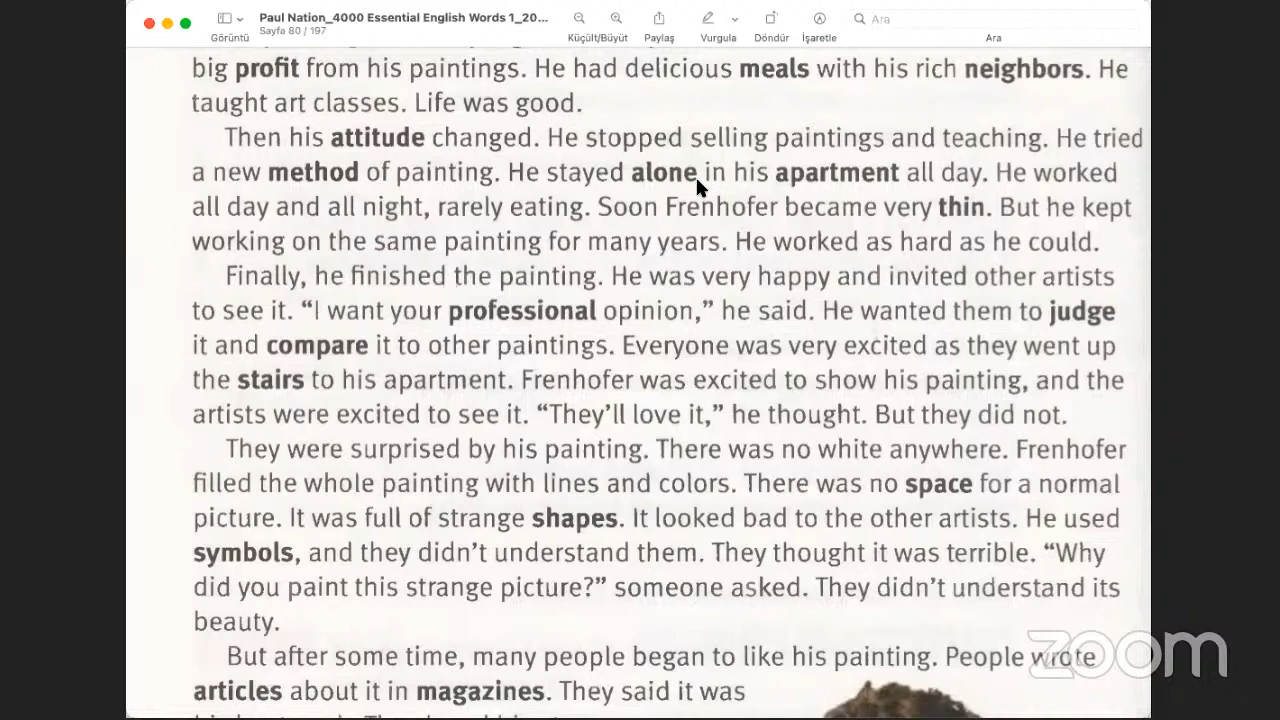 Paul Nation_4000 Essential English Words 1_20...
Sayfa 80 / 197
Görüntü
Küçült/Büyüt
Paylaş
Vurgula
Döndür
İşaretle
Ara
Ara
big profit from his paintings. He had delicious meals with his rich neighbors. He
taught art classes. Life was good.
Then his attitude changed. He stopped selling paintings and teaching. He tried
a new method of painting. He stayed alone in his apartment all day. He worked
all day and all night, rarely eating. Soon Frenhofer became very thin. But he kept
working on the same painting for many years. He worked as hard as he could.
Finally, he finished the painting. He was very happy and invited other artists
to see it. “I want your professional opinion,” he said. He wanted them to judge
it and compare it to other paintings. Everyone was very excited as they went up
the stairs to his apartment. Frenhofer was excited to show his painting, and the
artists were excited to see it. “They’ll love it,” he thought. But they did not.
They were surprised by his painting. There was no white anywhere. Frenhofer
filled the whole painting with lines and colors. There was no space for a normal
picture. It was full of strange shapes. It looked bad to the other artists. He used
symbols, and they didn’t understand them. They thought it was terrible. “Why
did you paint this strange picture?” someone asked. They didn’t understand its
beauty.
But after some time, many people began to like his painting. People wrote
articles about it in magazines. They said it was
zoom